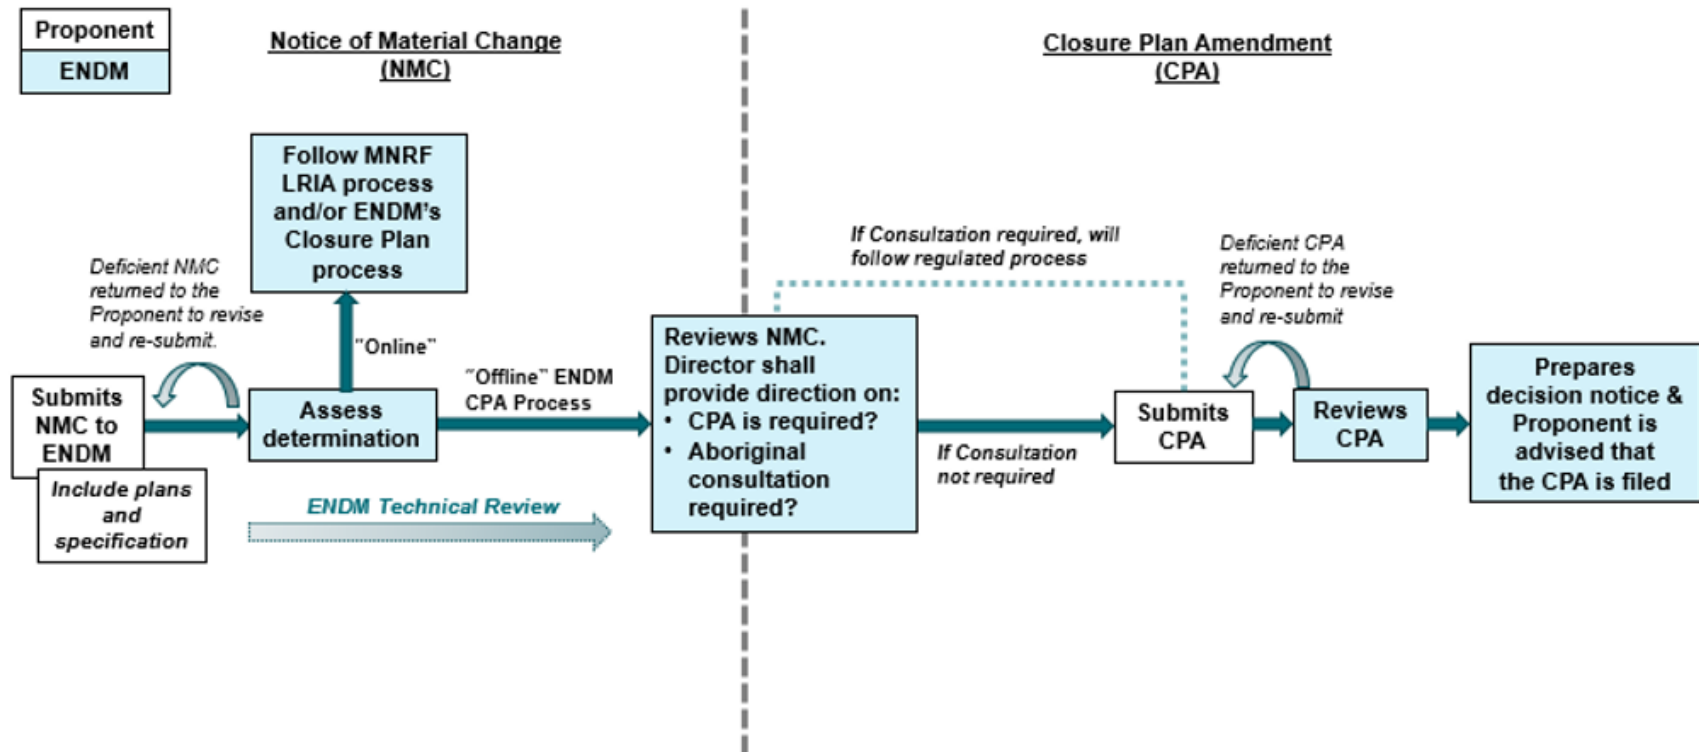 Proponent
ENDM
Notice of Material Change
(NMC)
Closure Plan Amendment
(CPA)
Follow MNRF
LRIA process
and/or ENDM's
Closure Plan
process
Deficient NMC
returned to the
Proponent to revise
and re-submit.
"Online"
Submits
NMC to
ENDM
Include plans
and
specification
Assess
determination
"Offline" ENDM
CPA Process
ENDM Technical Review
Reviews NMC.
Director shall
provide direction on:
• CPA is required?
• Aboriginal
consultation
required?
If Consultation required, will
follow regulated process
If Consultation
not required
Deficient CPA
returned to the
Proponent to revise
and re-submit
Submits
CPA
Reviews
CPA
Prepares
decision notice &
Proponent is
advised that
the CPA is filed